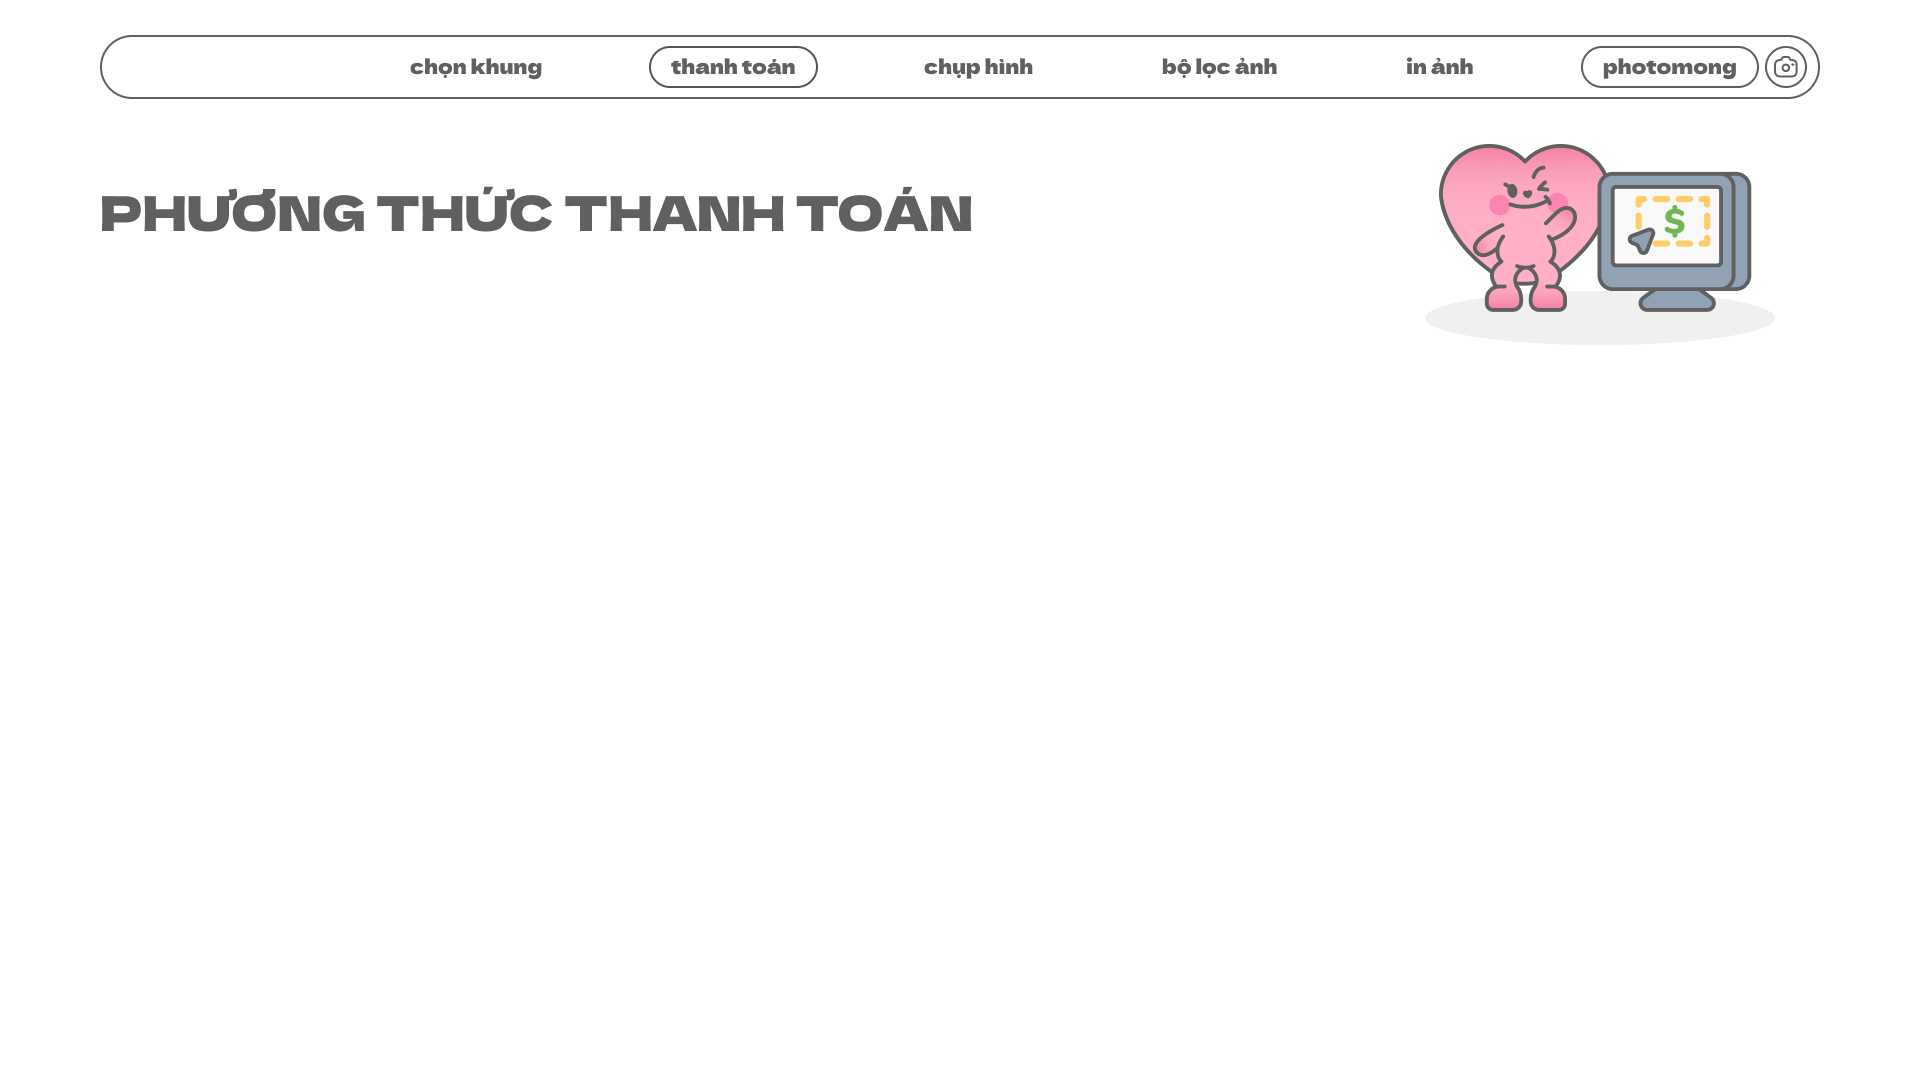 chọn khung
thanh toán
chụp hình
bộ lọc ảnh
in ảnh
photomong
PHƯƠNG THỨC THANH TOÁN
$